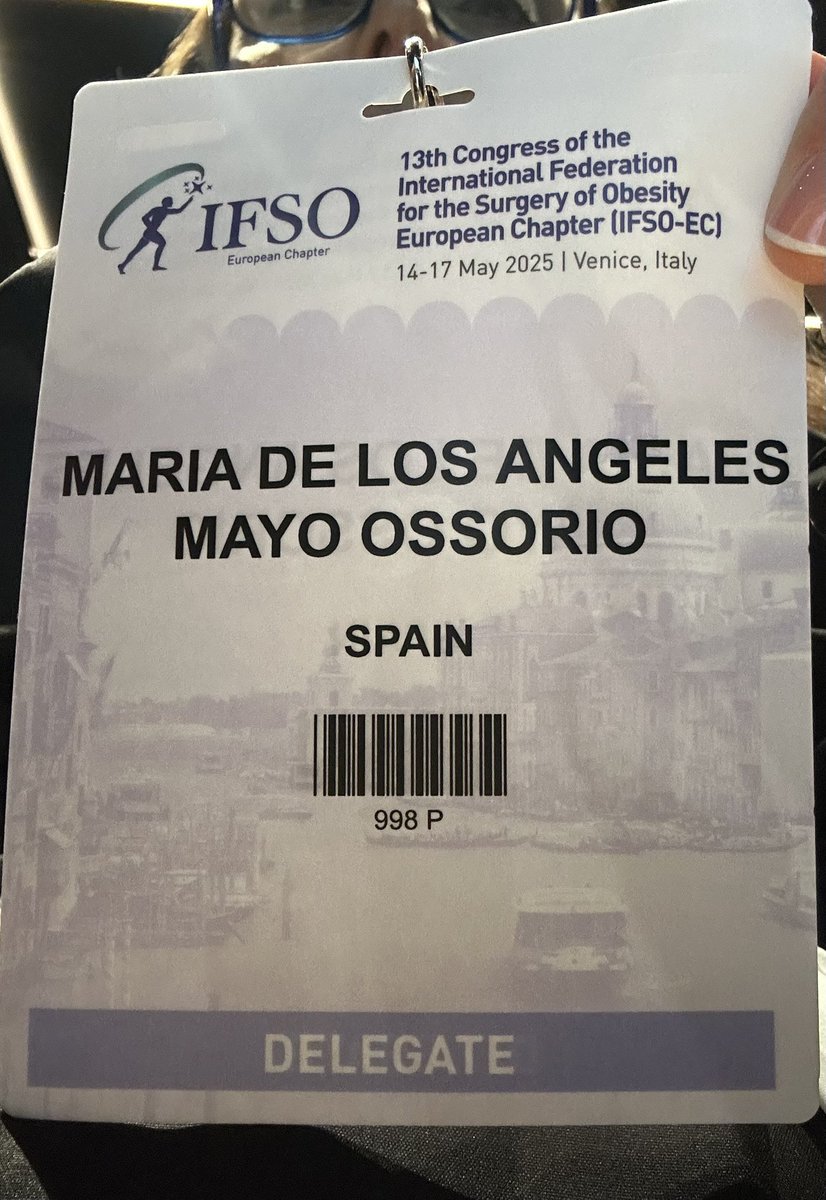 IFSO
European Chapter
13th Congress of the
International Federation
for the Surgery of Obesity
European Chapter (IFSO-EC)
14-17 May 2025 | Venice, Italy
MARIA DE LOS ANGELES
MAYO OSSORIO
SPAIN
998 P
DELEGATE